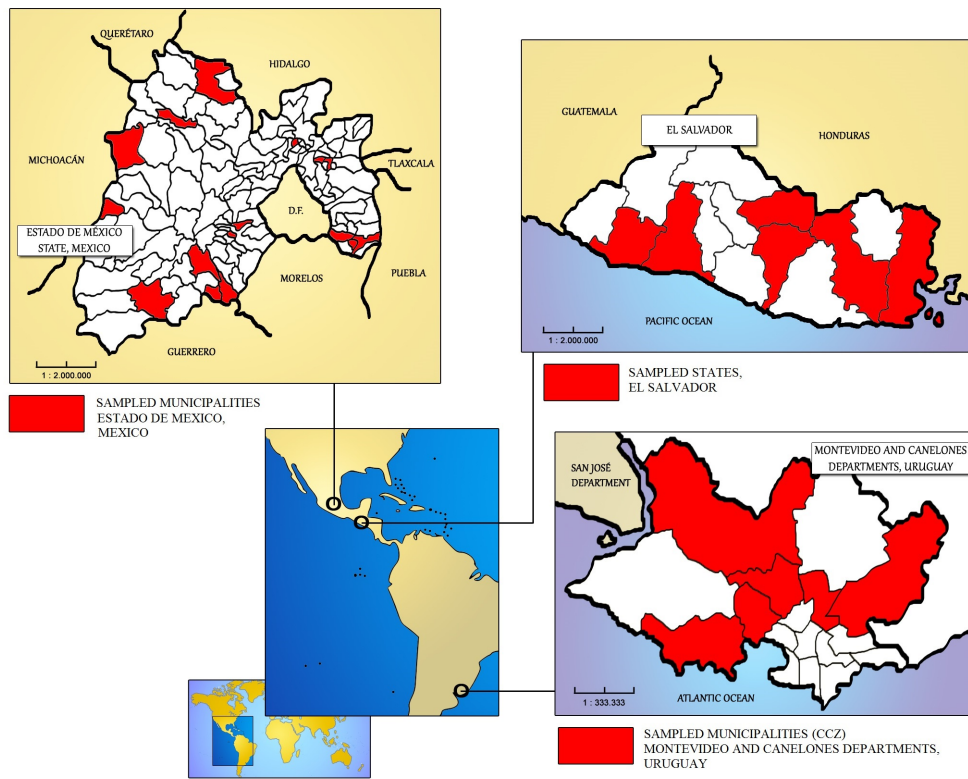 QUERÉTARO
HIDALGO
MICHOACÁN
TLAXCALA
D.F.
ESTADO DE MÉXICO
STATE, MEXICO
MORELOS
PUEBLA
GUERRERO
1 : 2.000.000
SAMPLED MUNICIPALITIES
ESTADO DE MEXICO,
MEXICO
GUATEMALA
EL SALVADOR
HONDURAS
PACIFIC OCEAN
1 : 2.000.000
SAMPLED STATES,
EL SALVADOR
SAN JOSÉ
DEPARTMENT
MONTEVIDEO AND CANELONES
DEPARTMENTS, URUGUAY
ATLANTIC OCEAN
1 : 333.333
SAMPLED MUNICIPALITIES (CCZ)
MONTEVIDEO AND CANELONES DEPARTMENTS,
URUGUAY